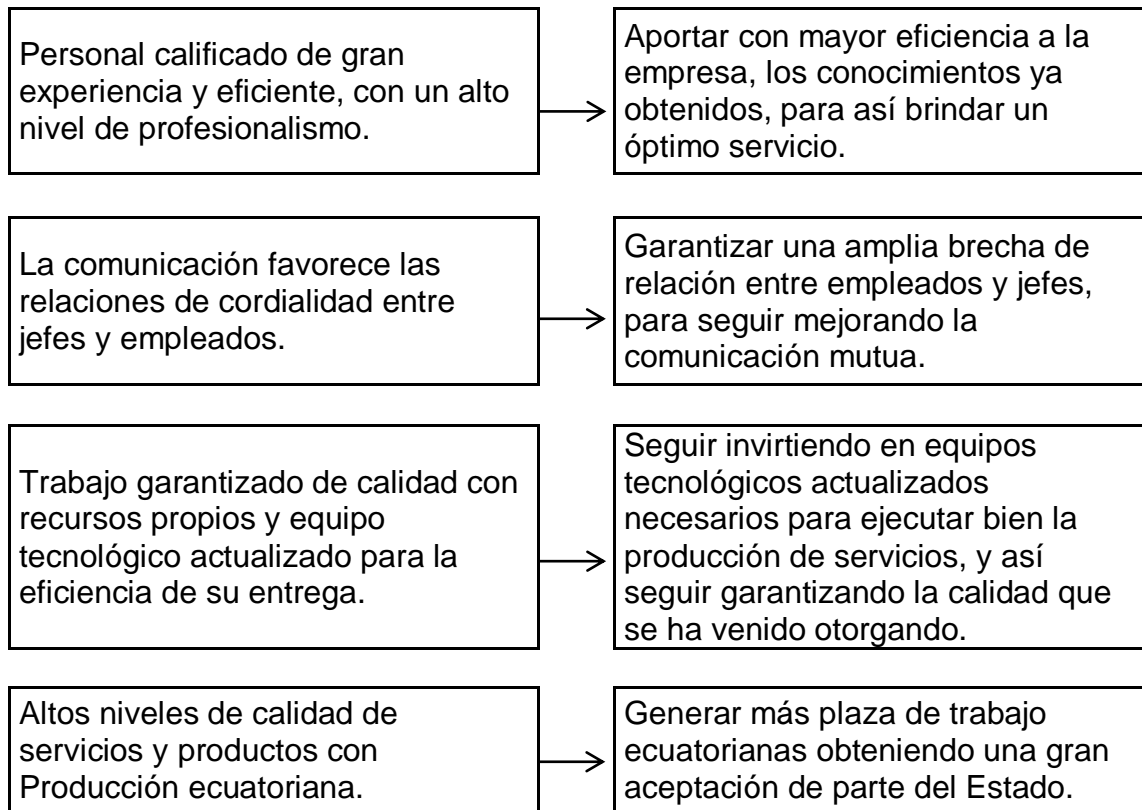 Personal calificado de gran
experiencia y eficiente, con un alto
nivel de profesionalismo.
Aportar con mayor eficiencia a la
empresa, los conocimientos ya
obtenidos, para así brindar un
óptimo servicio.
La comunicación favorece las
relaciones de cordialidad entre
jefes y empleados.
Garantizar una amplia brecha de
relación entre empleados y jefes,
para seguir mejorando la
comunicación mutua.
Trabajo garantizado de calidad con
recursos propios y equipo
tecnológico actualizado para la
eficiencia de su entrega.
Seguir invirtiendo en equipos
tecnológicos actualizados
necesarios para ejecutar bien la
producción de servicios, y así
seguir garantizando la calidad que
se ha venido otorgando.
Altos niveles de calidad de
servicios y productos con
Producción ecuatoriana.
Generar más plaza de trabajo
ecuatorianas obteniendo una gran
aceptación de parte del Estado.